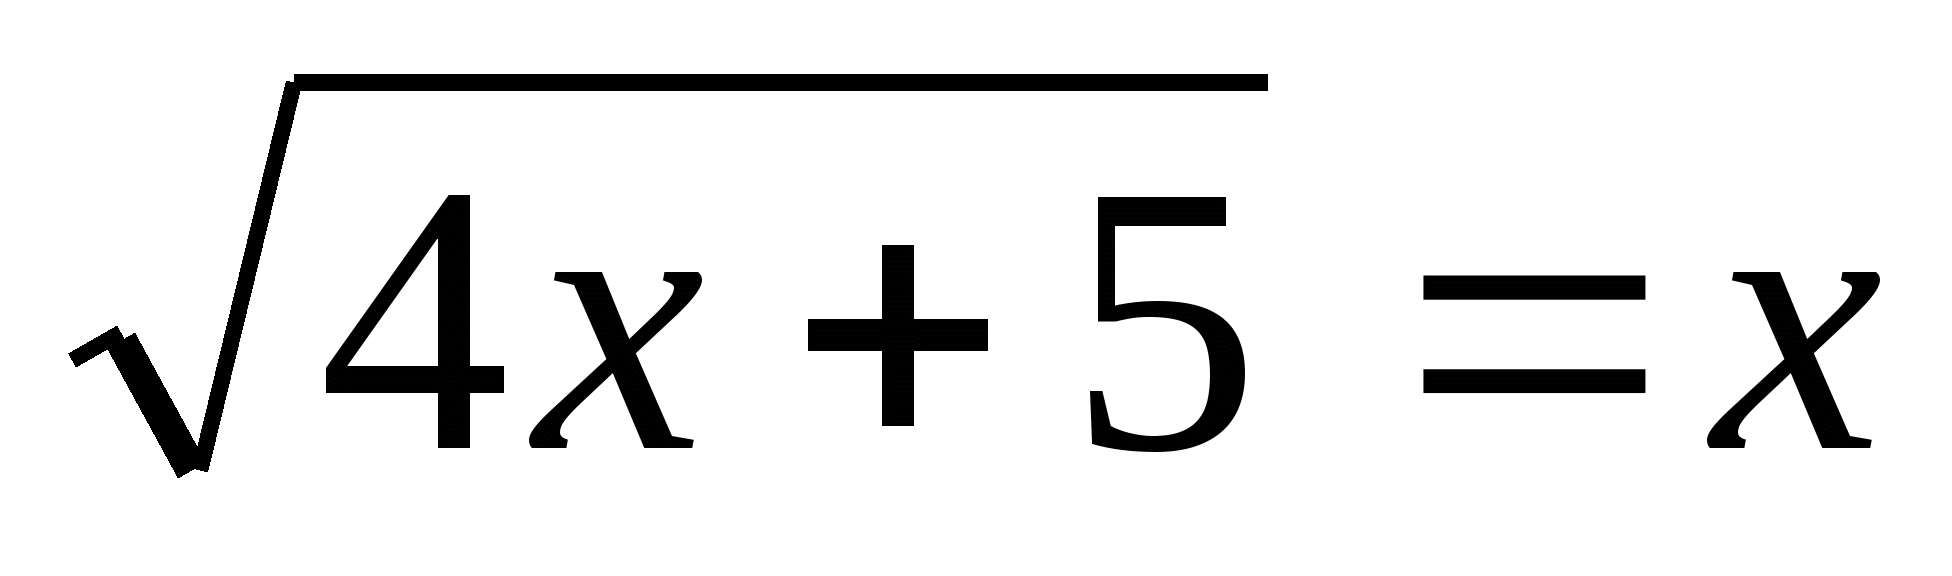 √4x + 5 = x